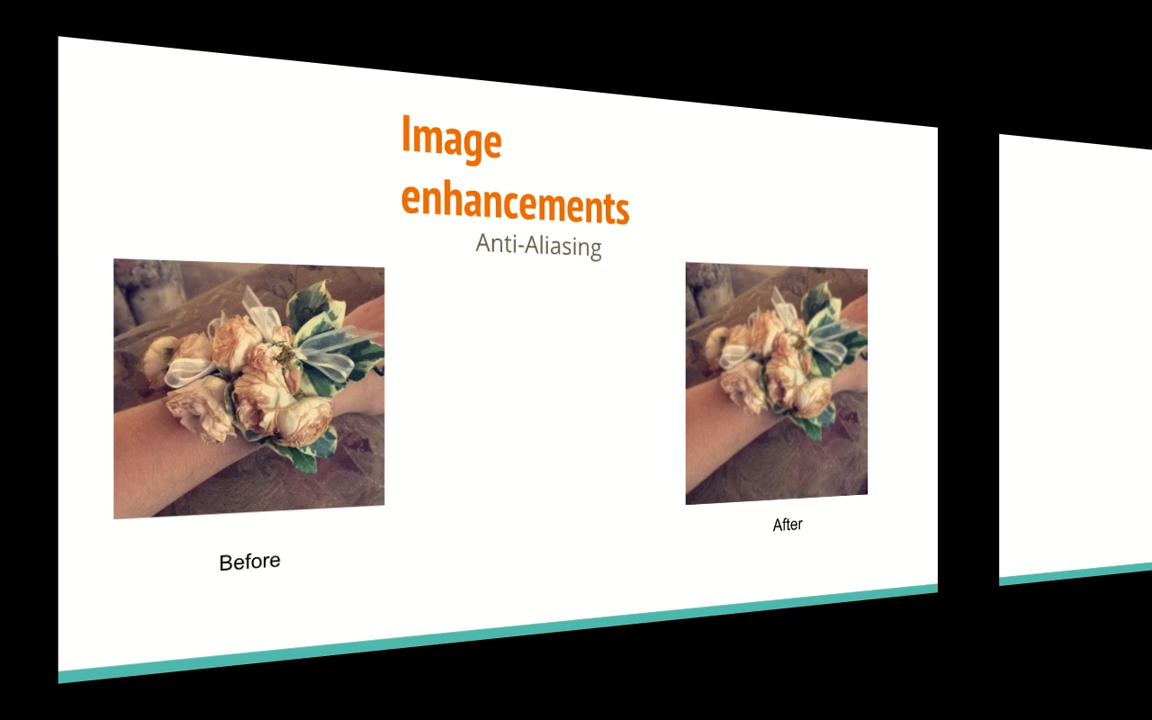 Image
enhancements
Anti-Aliasing
Before
After